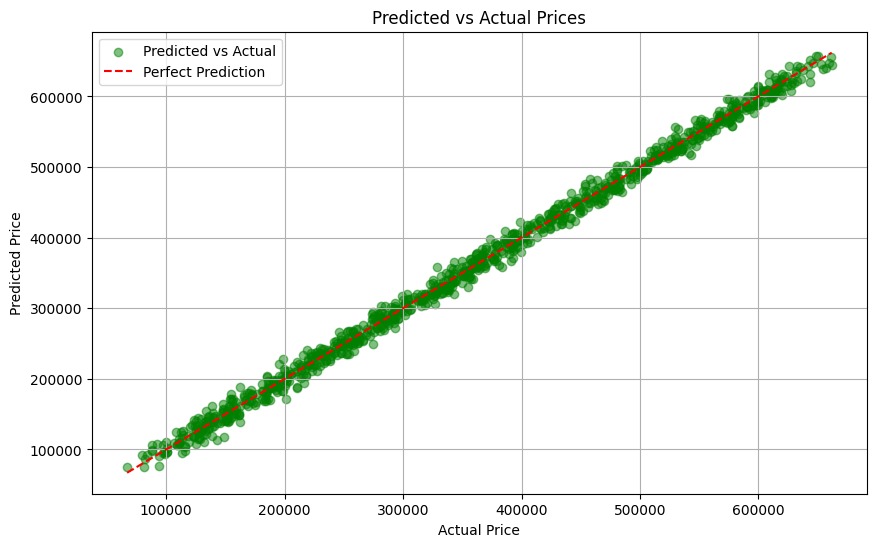 Predicted vs Actual Prices
Predicted vs Actual
Perfect Prediction
Predicted Price
600000
500000
400000
300000
200000
100000
100000 200000 300000 400000 500000 600000
Actual Price